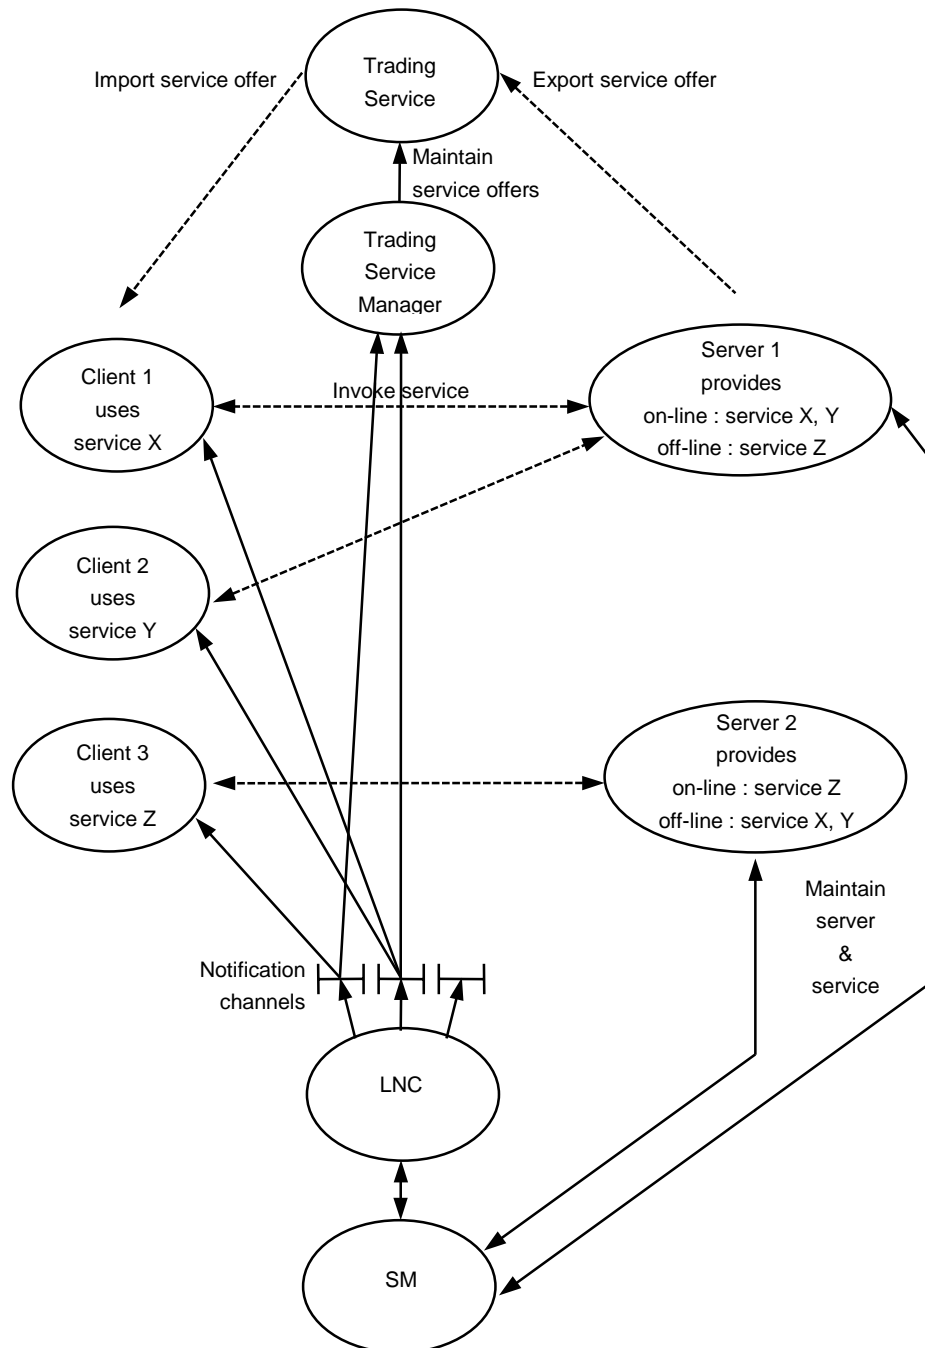 Import service offer
Trading
Service
Export service offer
Maintain
service offers
Trading
Service
Manager
Client 1
uses
service X
Invoke service
Server 1
provides
on-line : service X, Y
off-line : service Z
Client 2
uses
service Y
Client 3
uses
service Z
Server 2
provides
on-line : service Z
off-line : service X, Y
Maintain
server
&
service
Notification
channels
LNC
SM